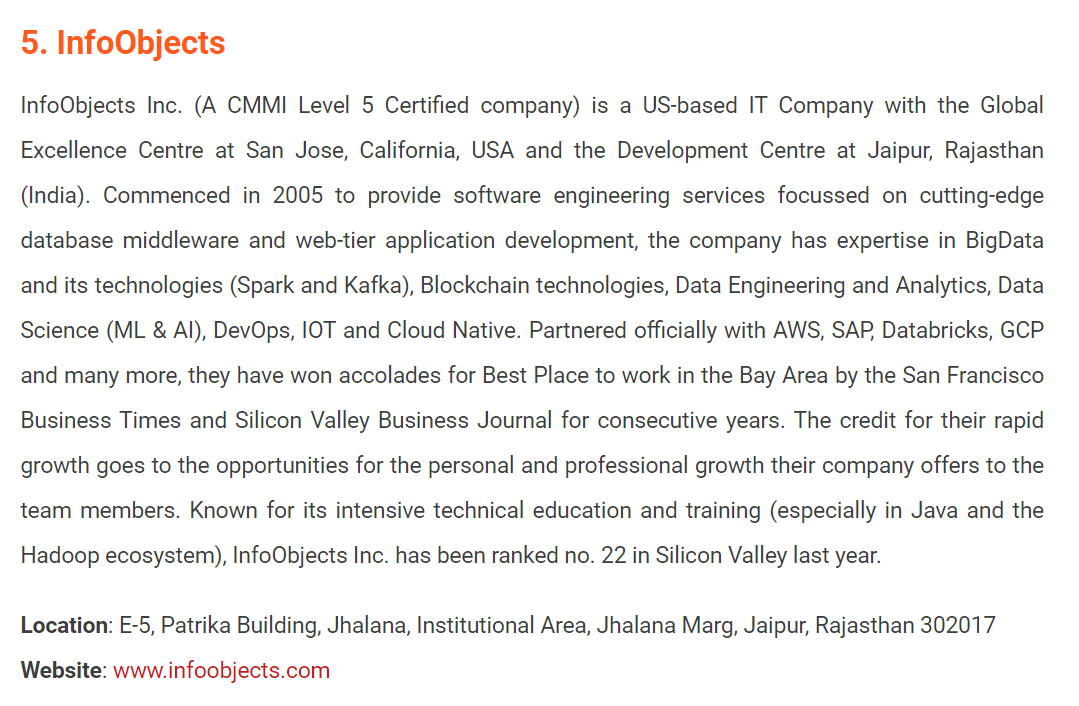 5. InfoObjects
InfoObjects Inc. (A CMMI Level 5 Certified company) is a US-based IT Company with the Global
Excellence Centre at San Jose, California, USA and the Development Centre at Jaipur, Rajasthan
(India). Commenced in 2005 to provide software engineering services focussed on cutting-edge
database middleware and web-tier application development, the company has expertise in BigData
and its technologies (Spark and Kafka), Blockchain technologies, Data Engineering and Analytics, Data
Science (ML & AI), DevOps, IOT and Cloud Native. Partnered officially with AWS, SAP, Databricks, GCP
and many more, they have won accolades for Best Place to work in the Bay Area by the San Francisco
Business Times and Silicon Valley Business Journal for consecutive years. The credit for their rapid
growth goes to the opportunities for the personal and professional growth their company offers to the
team members. Known for its intensive technical education and training (especially in Java and the
Hadoop ecosystem), InfoObjects Inc. has been ranked no. 22 in Silicon Valley last year.
Location: E-5, Patrika Building, Jhalana, Institutional Area, Jhalana Marg, Jaipur, Rajasthan 302017
Website: www.infoobjects.com